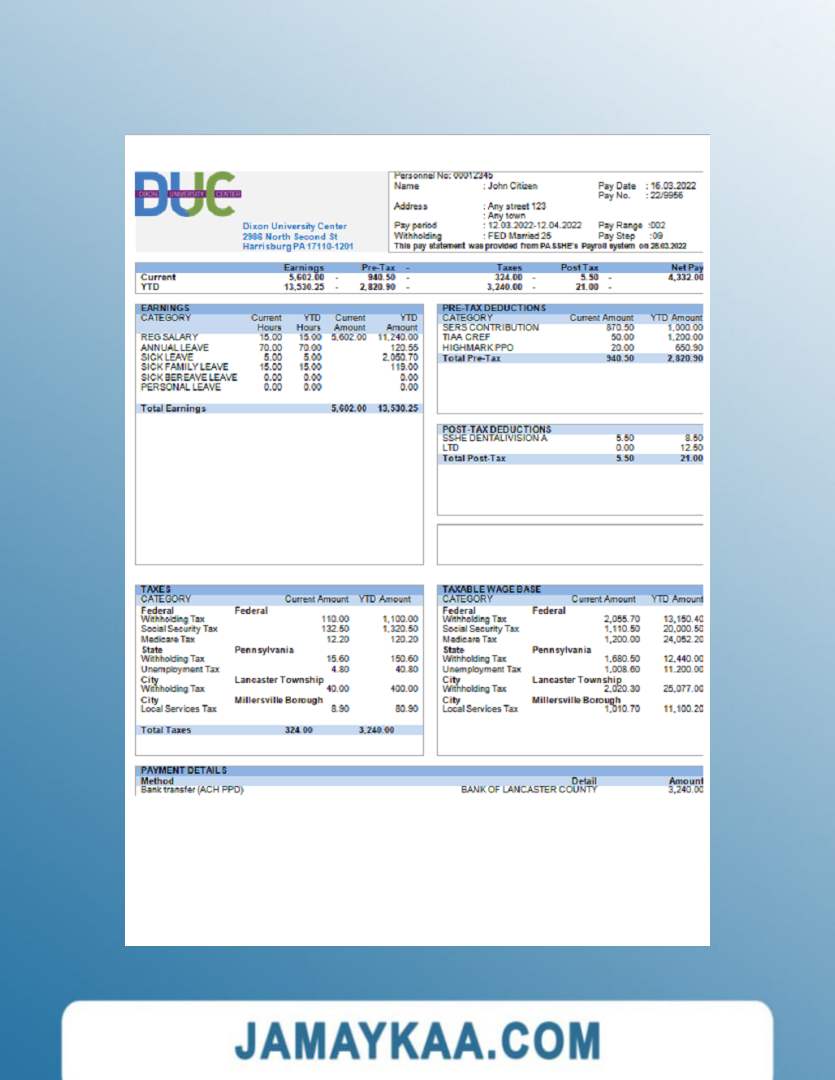 DUC
DIXON UNIVERSITY CENTER
Dixon University Center
2986 North Second St
Harrisburg PA 17110-1201
Personnel No: 00012345
Name : John Citizen Pay Date : 16.03.2022
Pay No. : 22/9956
Address : Any street 123
: Any town
Pay period : 12.03.2022-12.04.2022 Pay Range :002
Withholding : FED Married 25 Pay Step :09
This pay statement was provided from PASSHE's Payroll system on 28.03.2022
Earnings Pre-Tax - Taxes Post Tax Net Pay
Current 5,602.00 - 940.50 - 324.00 - 5.50 - 4,332.00
YTD 13,530.25 - 2,820.90 - 3,240.00 - 21.00 -
EARNINGS
CATEGORY Current YTD Current YTD
Hours Hours Amount Amount
REG SALARY 15.00 15.00 5,602.00 11,240.00
ANNUAL LEAVE 70.00 70.00 120.55
SICK LEAVE 5.00 5.00 2,050.70
SICK FAMILY LEAVE 15.00 15.00 119.00
SICK BEREAVE LEAVE 0.00 0.00 0.00
PERSONAL LEAVE 0.00 0.00 0.00
Total Earnings 5,602.00 13,530.25
PRE-TAX DEDUCTIONS
CATEGORY Current Amount YTD Amount
SERS CONTRIBUTION 870.50 1,000.00
TIAA CREF 50.00 1,200.00
HIGHMARK PPO 20.00 650.90
Total Pre-Tax 940.50 2,820.90
POST-TAX DEDUCTIONS
SSHE DENTAL/VISION A 5.50 8.50
LTD 0.00 12.50
Total Post-Tax 5.50 21.00
TAXES
CATEGORY Current Amount YTD Amount
Federal Federal
Withholding Tax 110.00 1,100.00
Social Security Tax 132.50 1,320.50
Medicare Tax 12.20 120.20
State Pennsylvania
Withholding Tax 15.60 150.60
Unemployment Tax 4.80 40.80
City Lancaster Township
Withholding Tax 40.00 400.00
City Millersville Borough
Local Services Tax 8.90 80.90
Total Taxes 324.00 3,240.00
TAXABLE WAGE BASE
CATEGORY Current Amount YTD Amount
Federal Federal
Withholding Tax 2,055.70 13,150.40
Social Security Tax 1,110.50 20,000.50
Medicare Tax 1,200.00 24,052.20
State Pennsylvania
Withholding Tax 1,680.50 12,440.00
Unemployment Tax 1,008.60 11.200.00
City Lancaster Township
Withholding Tax 2,020.30 25,077.00
City Millersville Borough
Local Services Tax 1,010.70 11,100.20
PAYMENT DETAILS
Method Detail Amount
Bank transfer (ACH PPD) BANK OF LANCASTER COUNTY 3,240.00
JAMAYKAA.COM